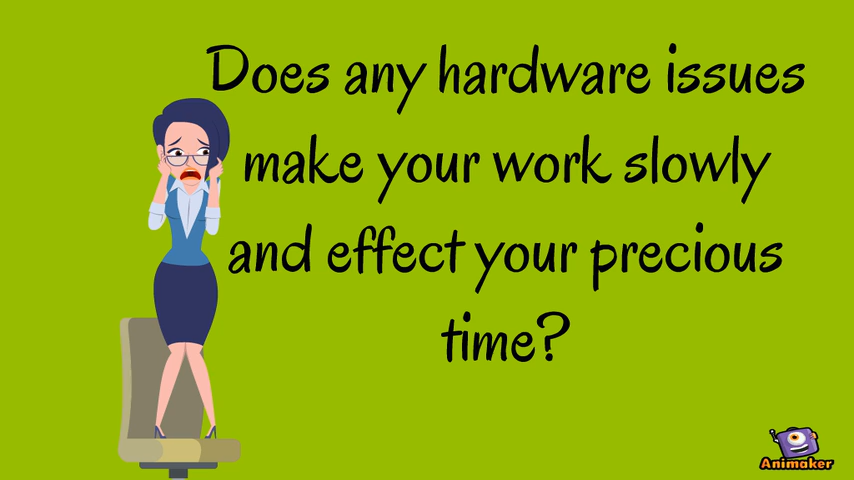 Does any hardware issues
make your work slowly
and effect your precious
time?
Animaker